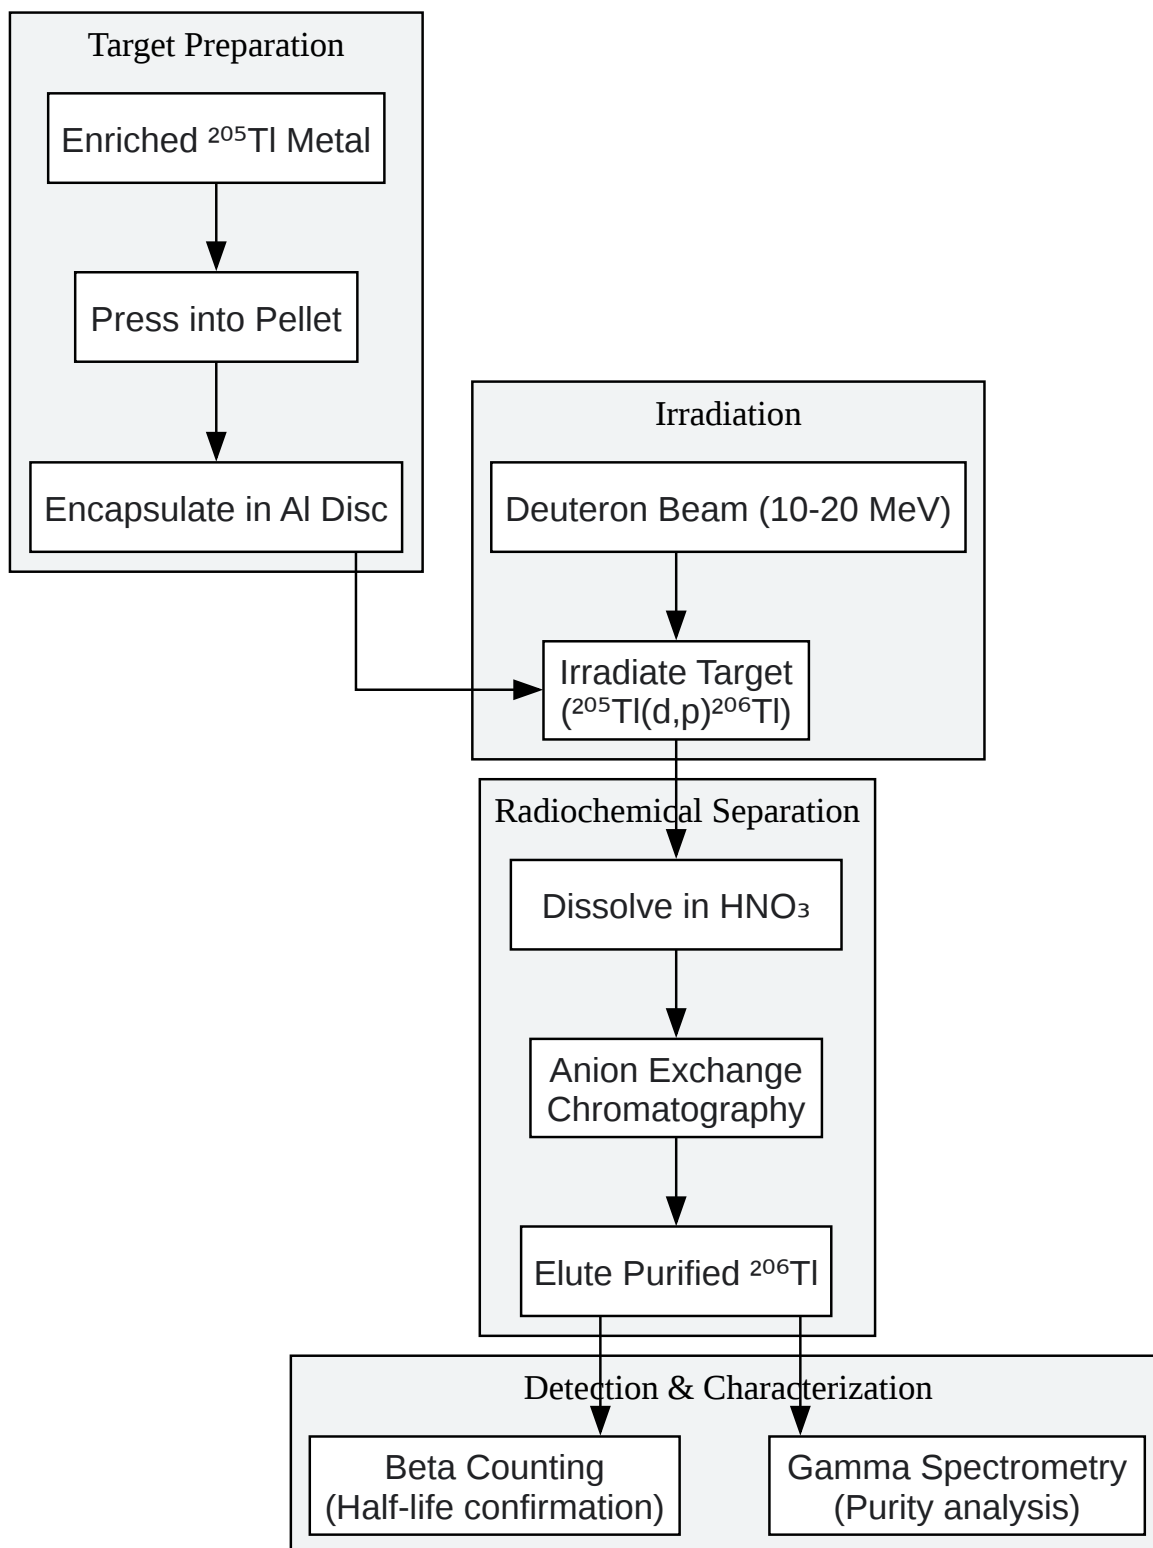 Target Preparation
Enriched ²⁰⁵Tl Metal
Press into Pellet
Encapsulate in Al Disc
Irradiation
Deuteron Beam (10-20 MeV)
Irradiate Target
(²⁰⁵Tl(d,p)²⁰⁶Tl)
Radiochemical Separation
Dissolve in HNO₃
Anion Exchange
Chromatography
Elute Purified ²⁰⁶Tl
Detection & Characterization
Beta Counting
(Half-life confirmation)
Gamma Spectrometry
(Purity analysis)